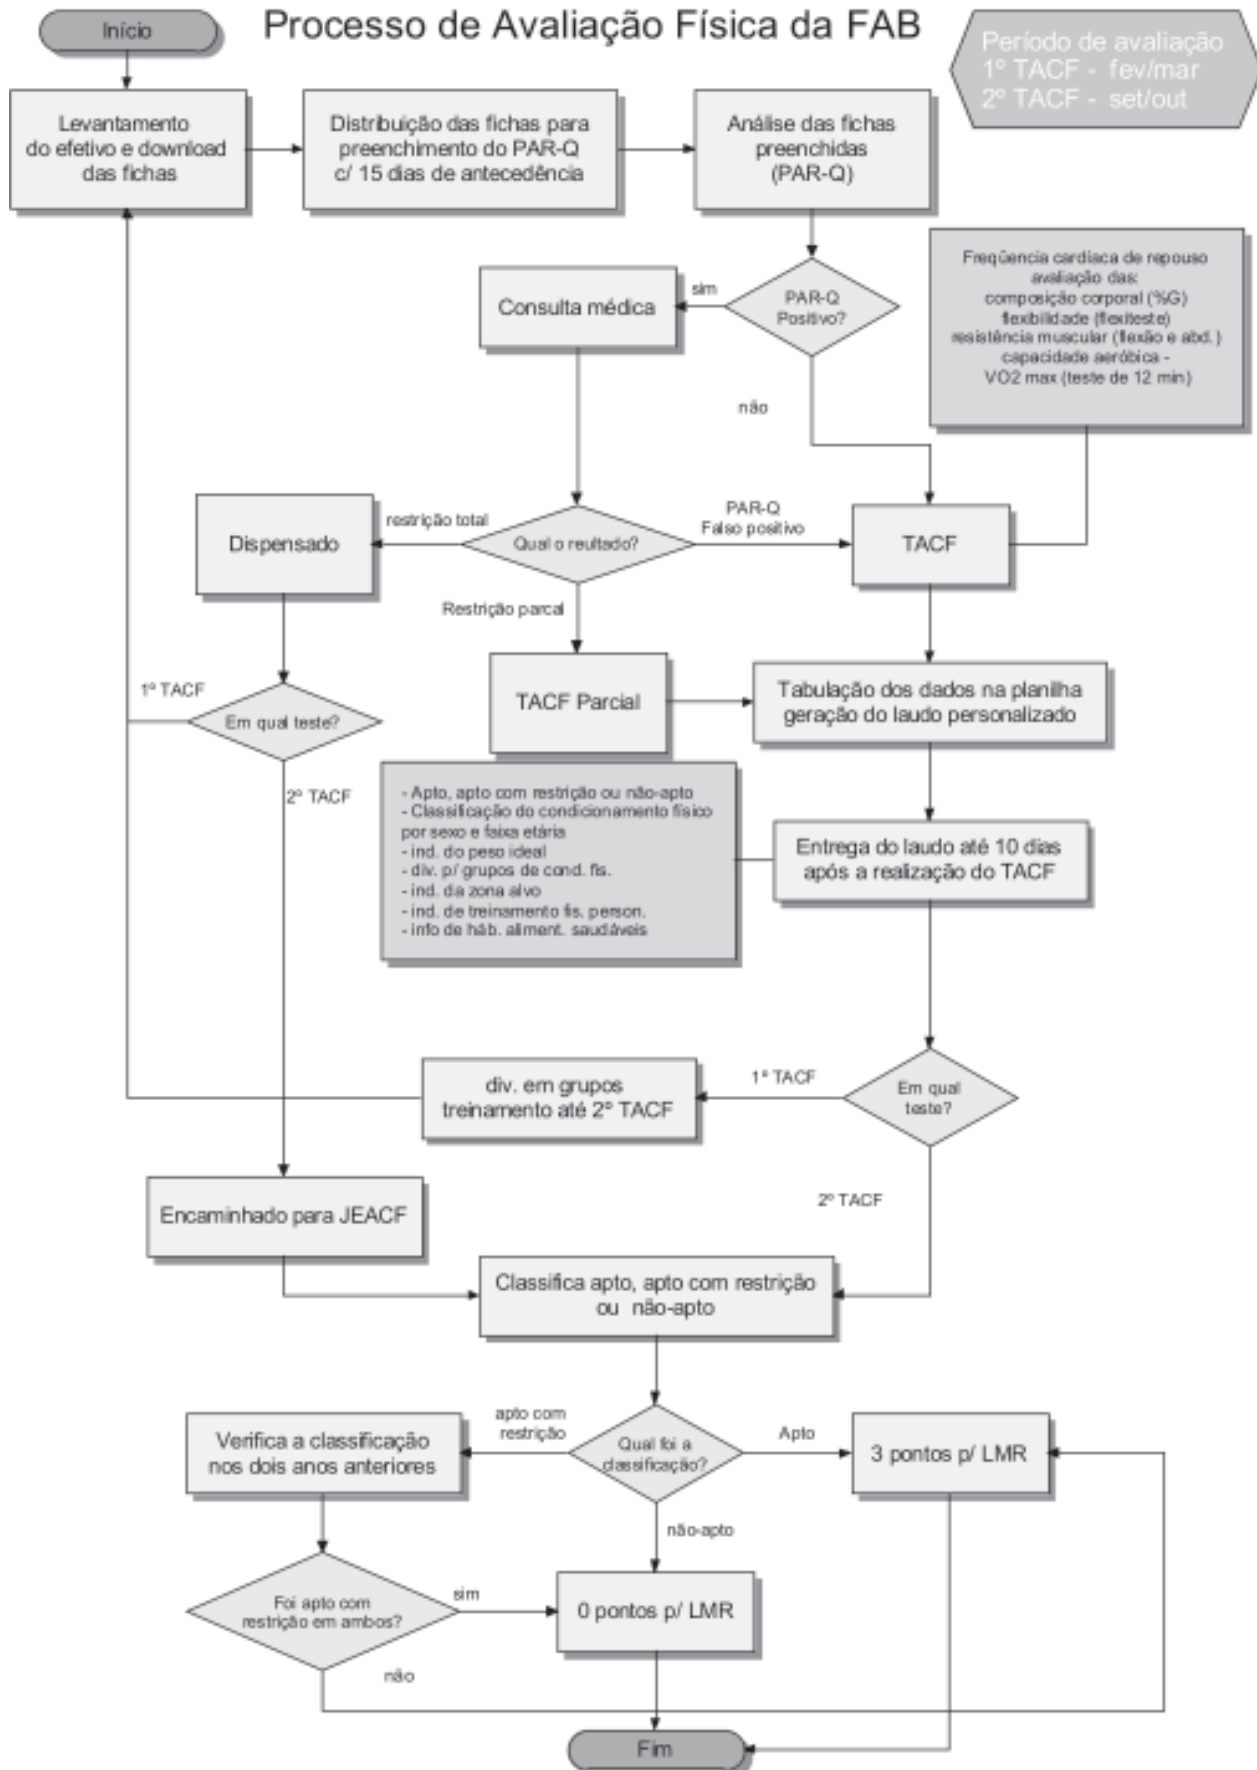 Início
Processo de Avaliação Física da FAB
Período de avaliação
1º TACF - fev/mar
2º TACF - set/out
Levantamento
do efetivo e download
das fichas
Distribuição das fichas para
preenchimento do PAR-Q
c/ 15 dias de antecedência
Análise das fichas
preenchidas
(PAR-Q)
Freqüencia cardiaca de repouso
avaliação das:
composição corporal (%G)
flexibilidade (flexiteste)
resistência muscular (flexão e abd.)
capacidade aeróbica -
VO2 max (teste de 12 min)
Consulta médica
sim
PAR-Q
Positivo?
não
Dispensado
restrição total
Qual o reultado?
PAR-Q
Falso positivo
TACF
Restrição parcal
1º TACF
Em qual teste?
2º TACF
TACF Parcial
Tabulação dos dados na planilha
geração do laudo personalizado
- Apto, apto com restrição ou não-apto
- Classificação do condicionamento físico
por sexo e faixa etária
- ind. do peso ideal
- div. p/ grupos de cond. fis.
- ind. da zona alvo
- ind. de treinamento fis. person.
- info de háb. aliment. saudáveis
Entrega do laudo até 10 dias
após a realização do TACF
div. em grupos
treinamento até 2º TACF
1º TACF
Em qual
teste?
2º TACF
Encaminhado para JEACF
Classifica apto, apto com restrição
ou não-apto
Verifica a classificação
nos dois anos anteriores
apto com
restrição
Qual foi a
classificação?
Apto
3 pontos p/ LMR
não-apto
Foi apto com
restrição em ambos?
sim
0 pontos p/ LMR
não
Fim